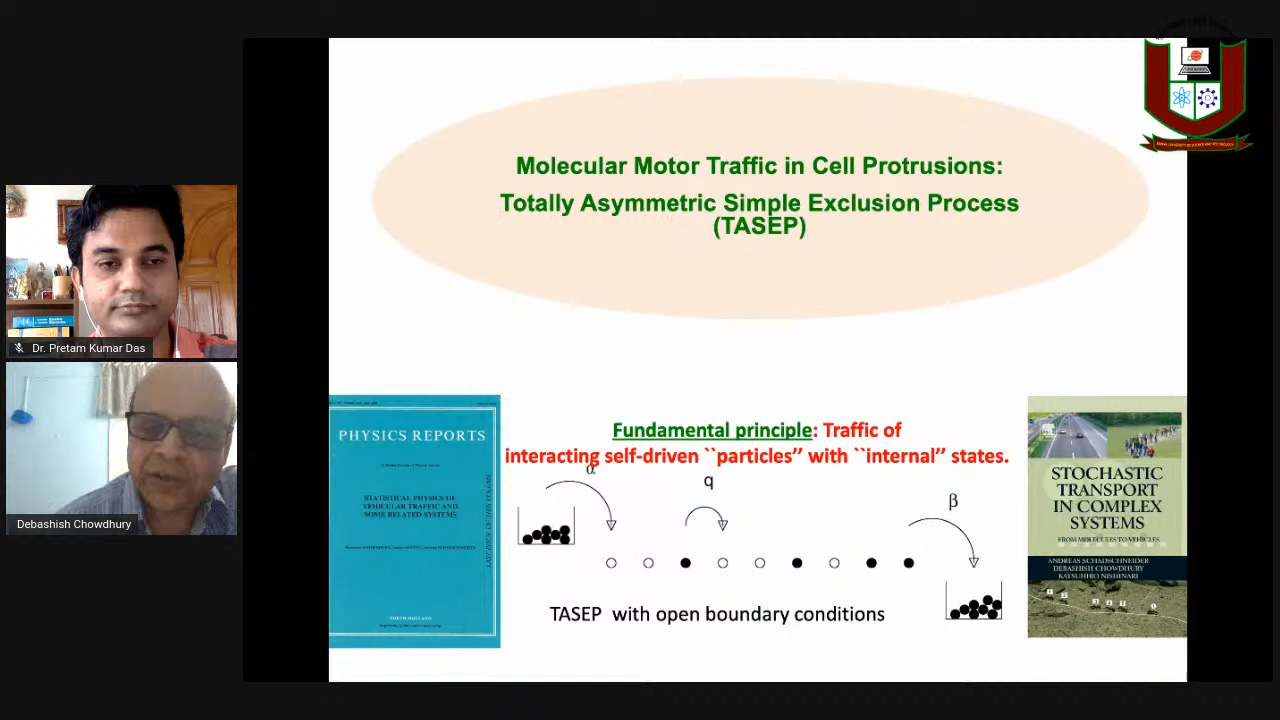 Molecular Motor Traffic in Cell Protrusions:
Totally Asymmetric Simple Exclusion Process
(TASEP)
Dr. Pretam Kumar Das
Debashish Chowdhury
PHYSICS REPORTS
STATISTICAL PHYSICS OF
VEHICULAR TRAFFIC AND
SOME RELATED SYSTEMS
NORTH-HOLLAND
Fundamental principle: Traffic of
interacting self-driven ``particles'' with ``internal'' states.
α
q
β
TASEP with open boundary conditions
STOCHASTIC
TRANSPORT
IN COMPLEX
SYSTEMS
FROM MOLECULES TO VEHICLES
ANDREAS SCHADSCHNEIDER
DEBASHISH CHOWDHURY
KATSUHIRO NISHINARI